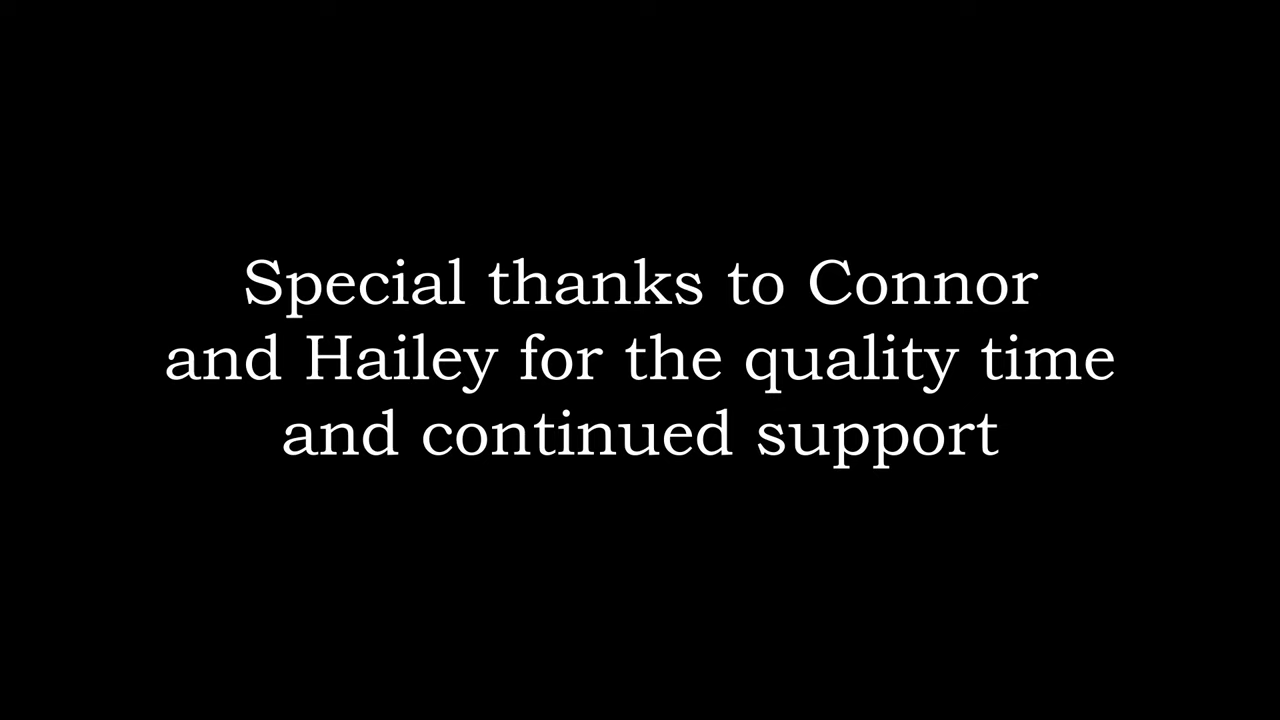 Special thanks to Connor
and Hailey for the quality time
and continued support